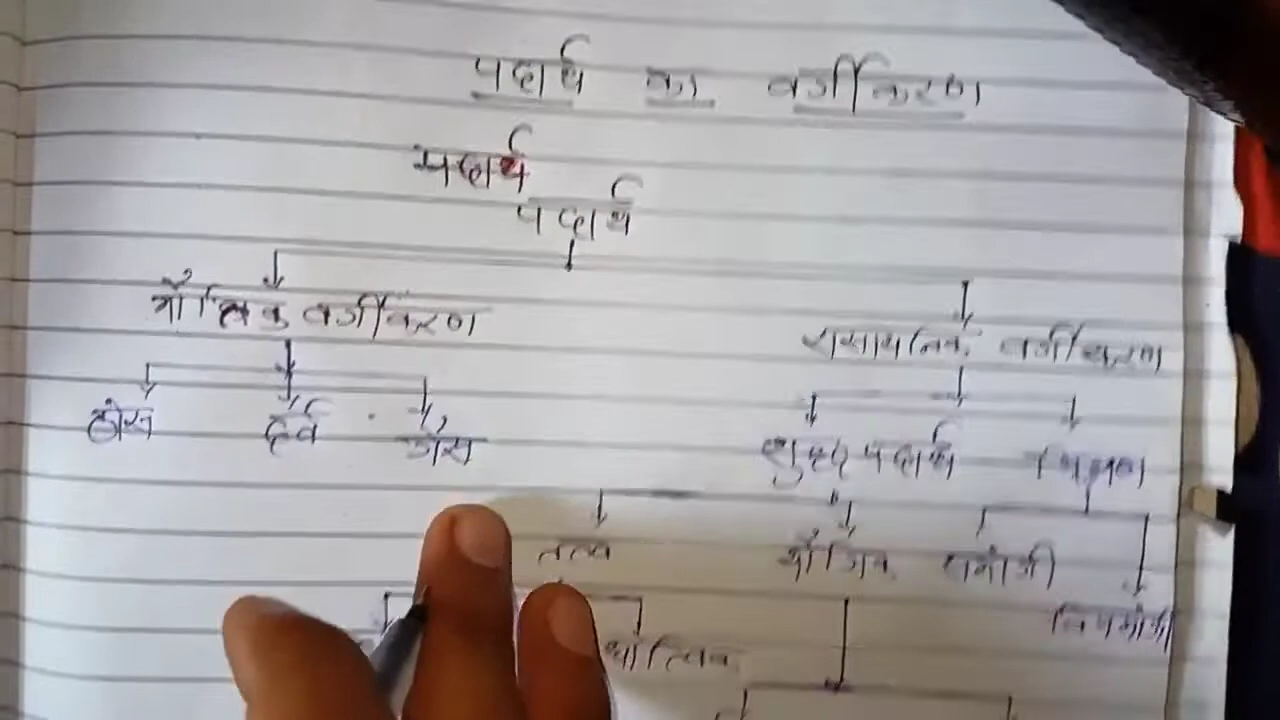 पदार्थ का वर्गीकरण
पदार्थ
पदार्थ
भौतिक वर्गीकरण
रासायनिक वर्गीकरण
ठोस द्रव गैस
शुद्ध पदार्थ मिश्रण
तत्व यौगिक समांगी
विषमांगी